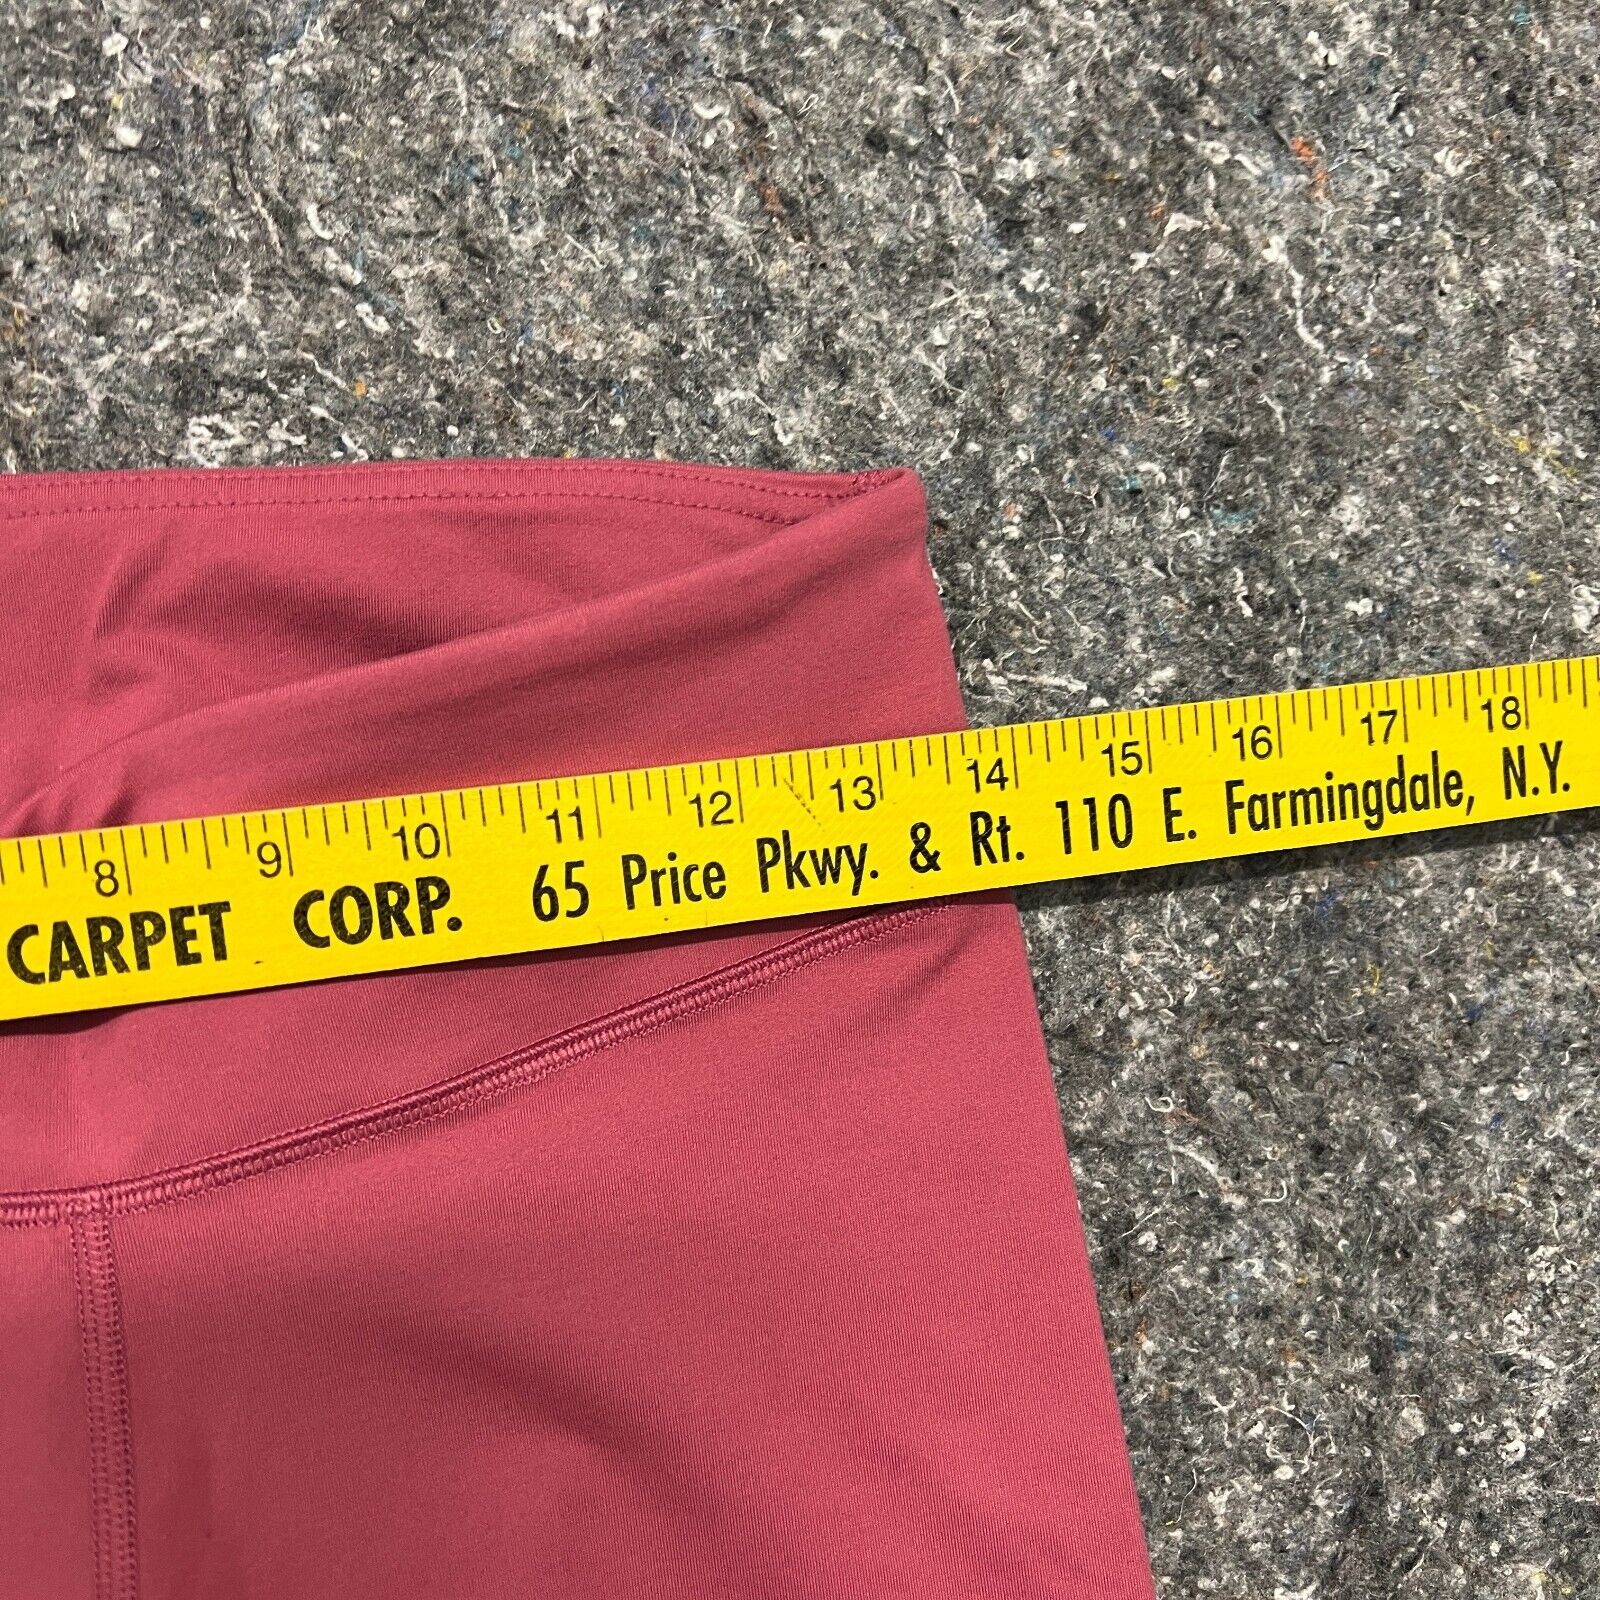 8 9 10 11 12 13 14 15 16 17 18
CARPET CORP. 65 Price Pkwy. & Rt. 110 E. Farmingdale, N.Y.